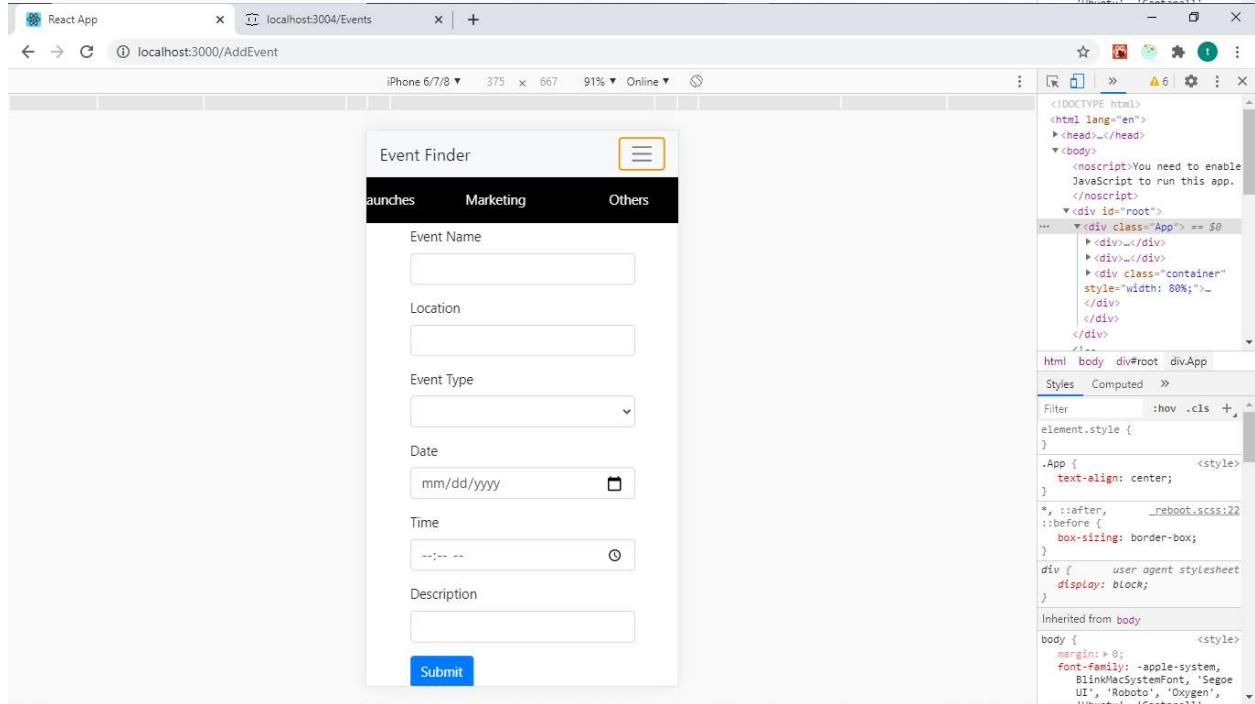 'Ubuntu', 'Cantarell',
React App
localhost:3004/Events
localhost:3000/AddEvent
iPhone 6/7/8 ▼ 375 x 667 91% ▼ Online ▼
6
Event Finder
aunches Marketing Others
Event Name
Location
Event Type
Date
mm/dd/yyyy
Time
--:-- --
Description
Submit
<!DOCTYPE html>
<html lang="en">
<head>…</head>
<body>
<noscript>You need to enable
JavaScript to run this app.
</noscript>
<div id="root">
<div class="App"> == $0
<div>…</div>
<div>…</div>
<div class="container"
style="width: 80%;">…
</div>
</div>
</div>
html body div#root div.App
Styles Computed »
Filter :hov .cls +
element.style {
}
.App { <style>
text-align: center;
}
*, ::after, _reboot.scss:22
::before {
box-sizing: border-box;
}
div { user agent stylesheet
display: block;
}
Inherited from body
body { <style>
margin: ▶ 0;
font-family: -apple-system,
BlinkMacSystemFont, 'Segoe
UI', 'Roboto', 'Oxygen',
'Ubuntu', 'Cantarell',